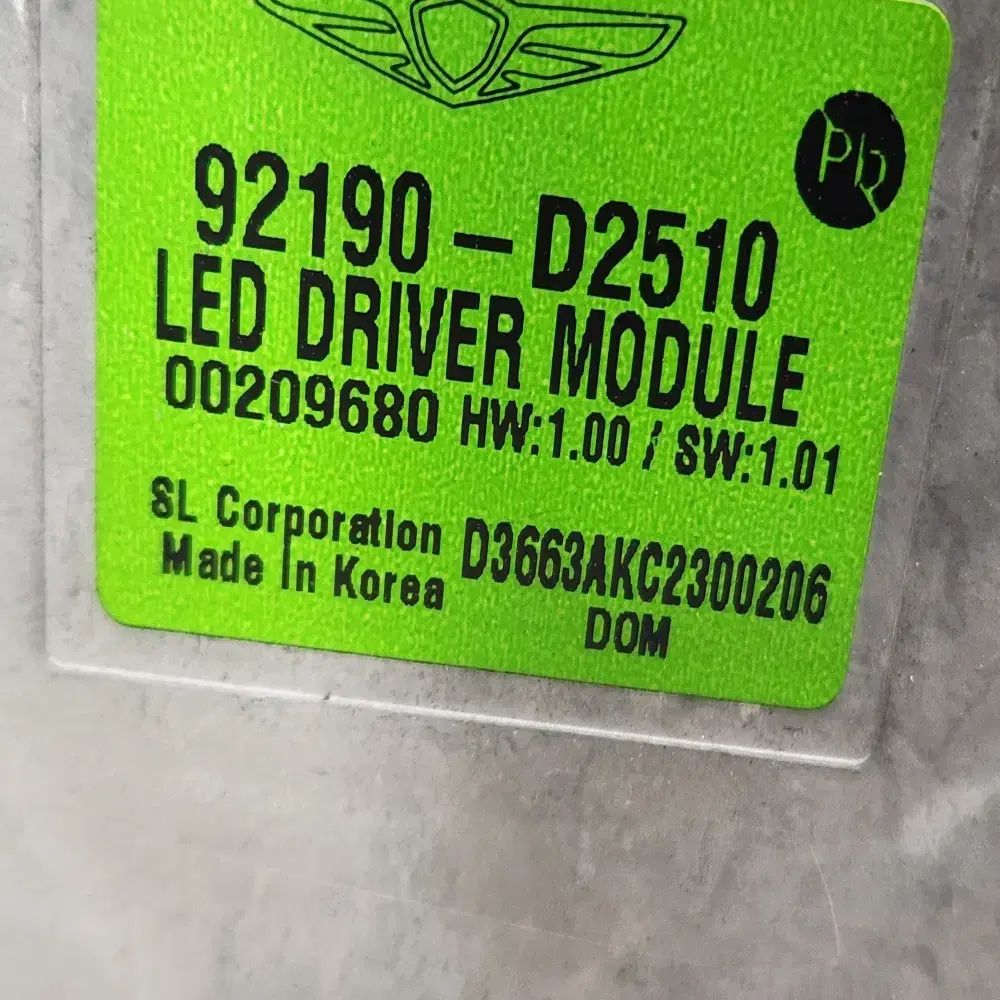 Pb
92190-D2510
LED DRIVER MODULE
00209680 HW:1.00 / SW:1.01
SL Corporation
Made In Korea
D3663AKC2300206
DOM